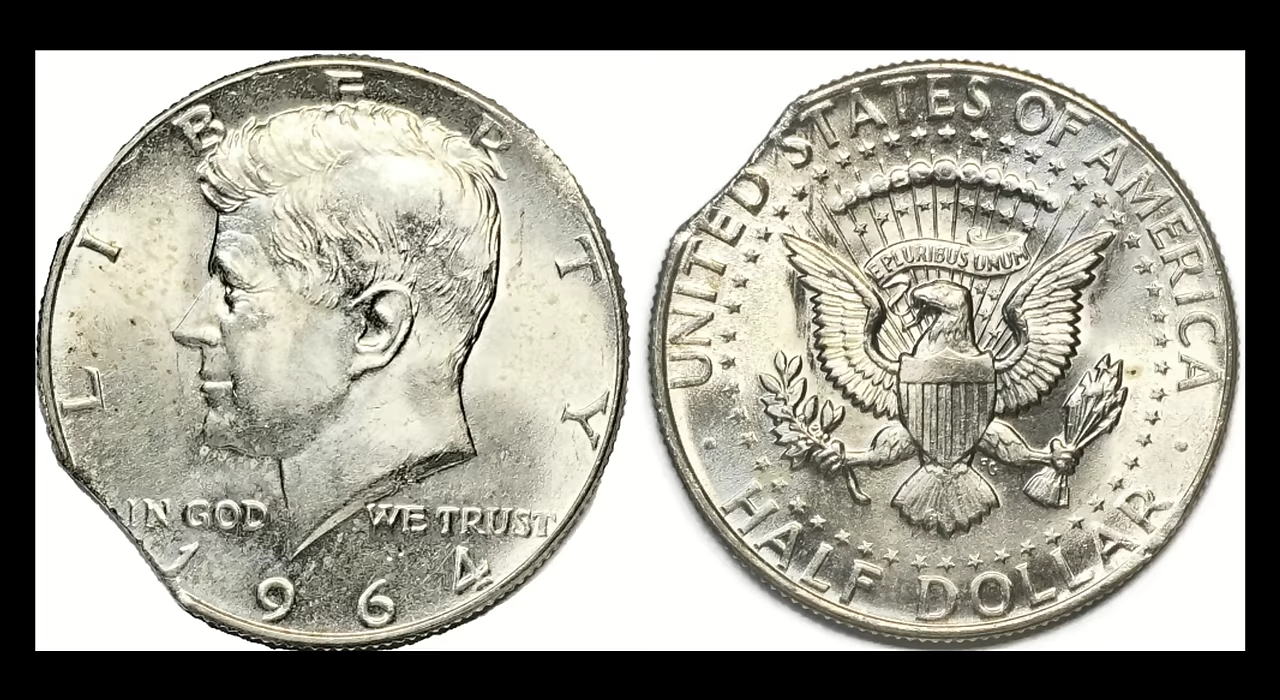 LIBERTY
IN GOD WE TRUST
1964
UNITED STATES OF AMERICA
E PLURIBUS UNUM
HALF DOLLAR